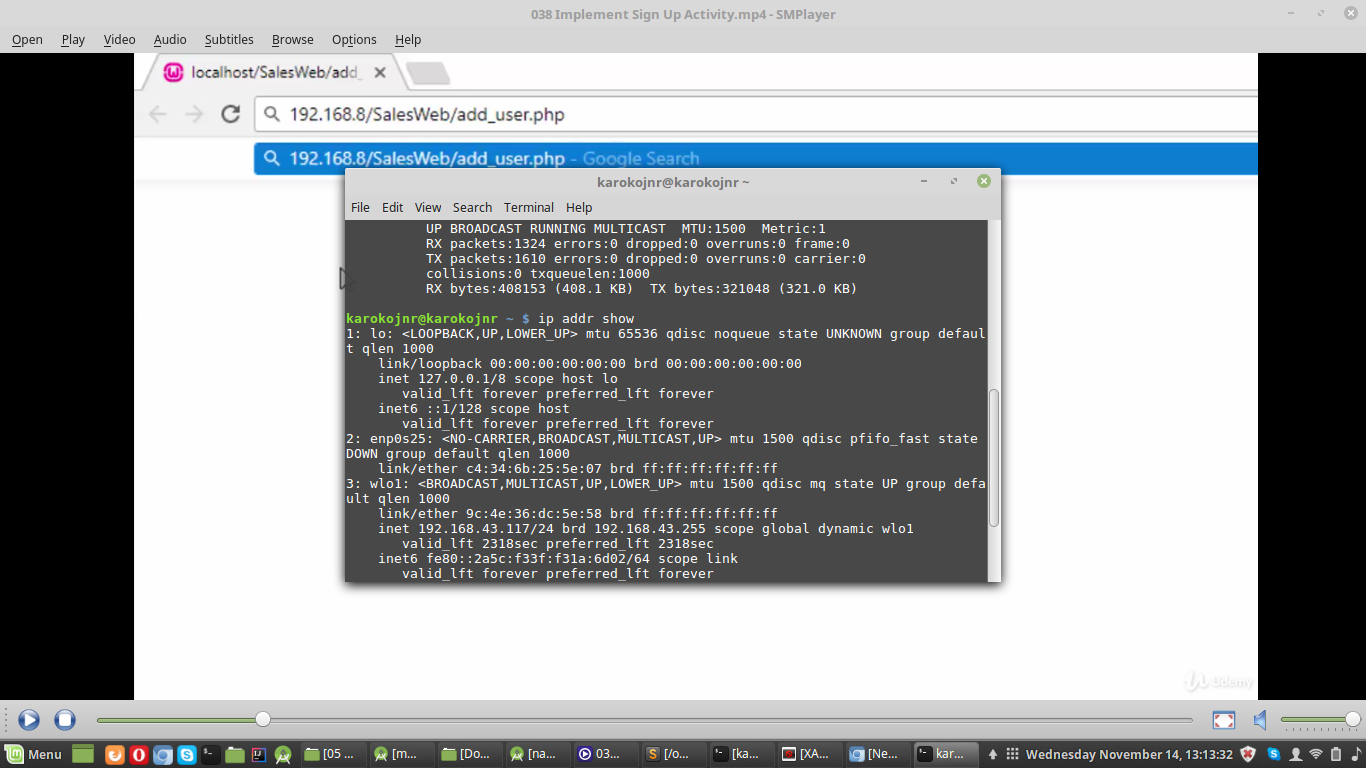 038 Implement Sign Up Activity.mp4 - SMPlayer
Open Play Video Audio Subtitles Browse Options Help
localhost/SalesWeb/add_
192.168.8/SalesWeb/add_user.php
192.168.8/SalesWeb/add_user.php - Google Search
karokojnr@karokojnr ~
File Edit View Search Terminal Help
UP BROADCAST RUNNING MULTICAST  MTU:1500  Metric:1
RX packets:1324 errors:0 dropped:0 overruns:0 frame:0
TX packets:1610 errors:0 dropped:0 overruns:0 carrier:0
collisions:0 txqueuelen:1000
RX bytes:408153 (408.1 KB)  TX bytes:321048 (321.0 KB)
karokojnr@karokojnr ~ $ ip addr show
1: lo: <LOOPBACK,UP,LOWER_UP> mtu 65536 qdisc noqueue state UNKNOWN group defaul
t qlen 1000
link/loopback 00:00:00:00:00:00 brd 00:00:00:00:00:00
inet 127.0.0.1/8 scope host lo
valid_lft forever preferred_lft forever
inet6 ::1/128 scope host
valid_lft forever preferred_lft forever
2: enp0s25: <NO-CARRIER,BROADCAST,MULTICAST,UP> mtu 1500 qdisc pfifo_fast state
DOWN group default qlen 1000
link/ether c4:34:6b:25:5e:07 brd ff:ff:ff:ff:ff:ff
3: wlo1: <BROADCAST,MULTICAST,UP,LOWER_UP> mtu 1500 qdisc mq state UP group defa
ult qlen 1000
link/ether 9c:4e:36:dc:5e:58 brd ff:ff:ff:ff:ff:ff
inet 192.168.43.117/24 brd 192.168.43.255 scope global dynamic wlo1
valid_lft 2318sec preferred_lft 2318sec
inet6 fe80::2a5c:f33f:f31a:6d02/64 scope link
valid_lft forever preferred_lft forever
Udemy
Menu [05 ... [m... [Do... [na... 03... [/o... [ka... [XA... [Ne... kar... Wednesday November 14, 13:13:32